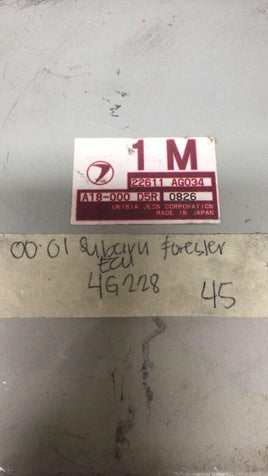 1 M
22611 AG034
A18-000 D5R 0826
UNISIA JECS CORPORATION
MADE IN JAPAN
00-01 Subaru forester
ECU
4G228
45